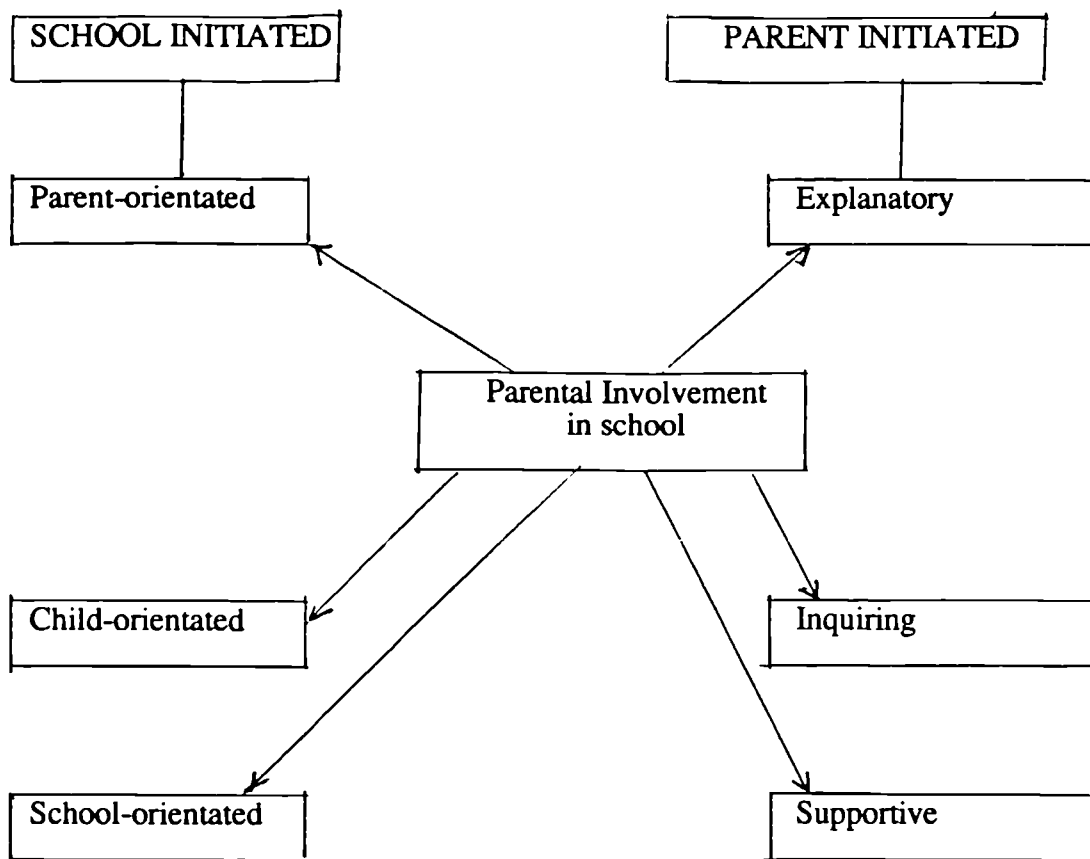 SCHOOL INITIATED
PARENT INITIATED
Parent-orientated
Explanatory
Parental Involvement
in school
Child-orientated
Inquiring
School-orientated
Supportive